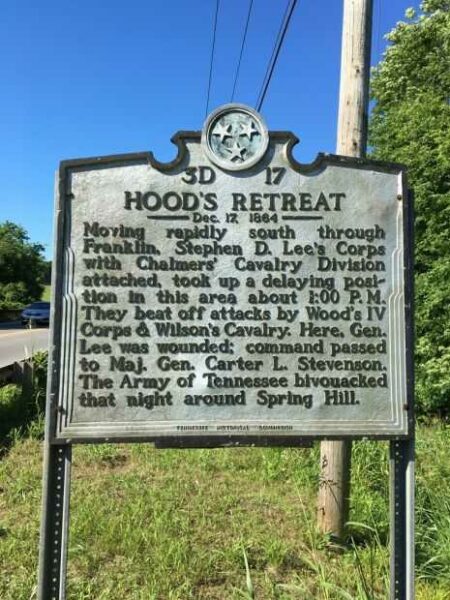 3D 17
HOOD'S RETREAT
Dec. 17, 1864
Moving rapidly south through
Franklin, Stephen D. Lee's Corps
with Chalmers' Cavalry Division
attached, took up a delaying posi-
tion in this area about 1:00 P.M.
They beat off attacks by Wood's IV
Corps & Wilson's Cavalry. Here, Gen.
Lee was wounded; command passed
to Maj. Gen. Carter L. Stevenson.
The Army of Tennessee bivouacked
that night around Spring Hill.
TENNESSEE HISTORICAL COMMISSION